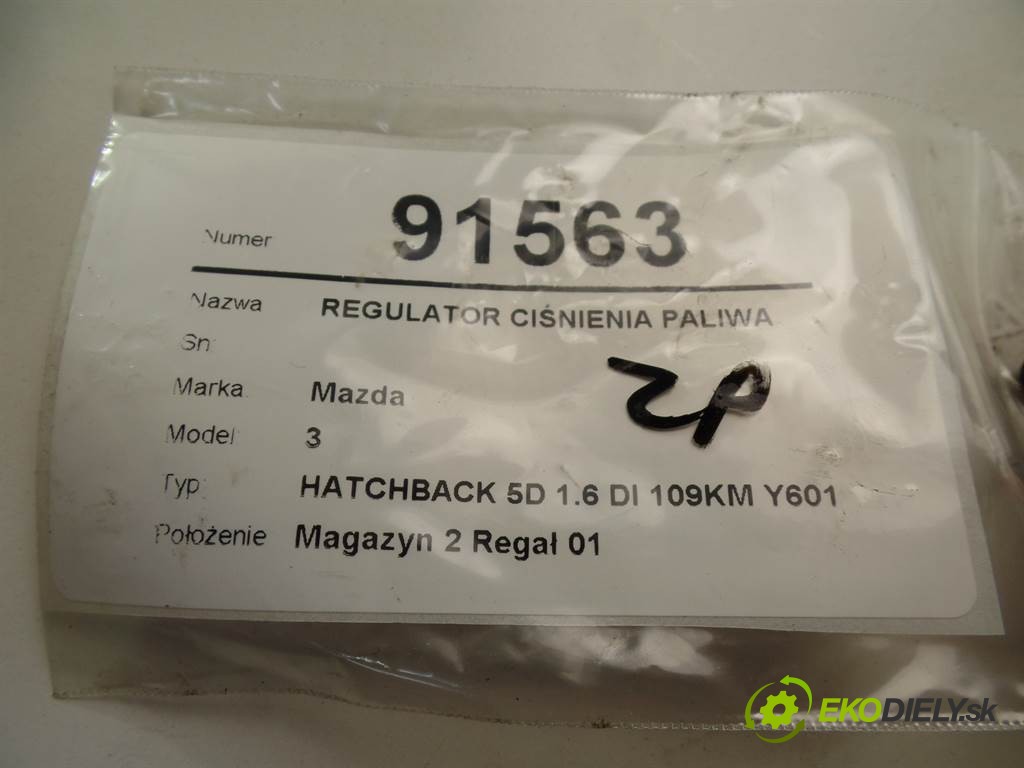 Numer 91563
Nazwa REGULATOR CIŚNIENIA PALIWA
Sn:
Marka: Mazda
Model: 3
Typ: HATCHBACK 5D 1.6 DI 109KM Y601
Położenie Magazyn 2 Regał 01
EKODIELY.sk